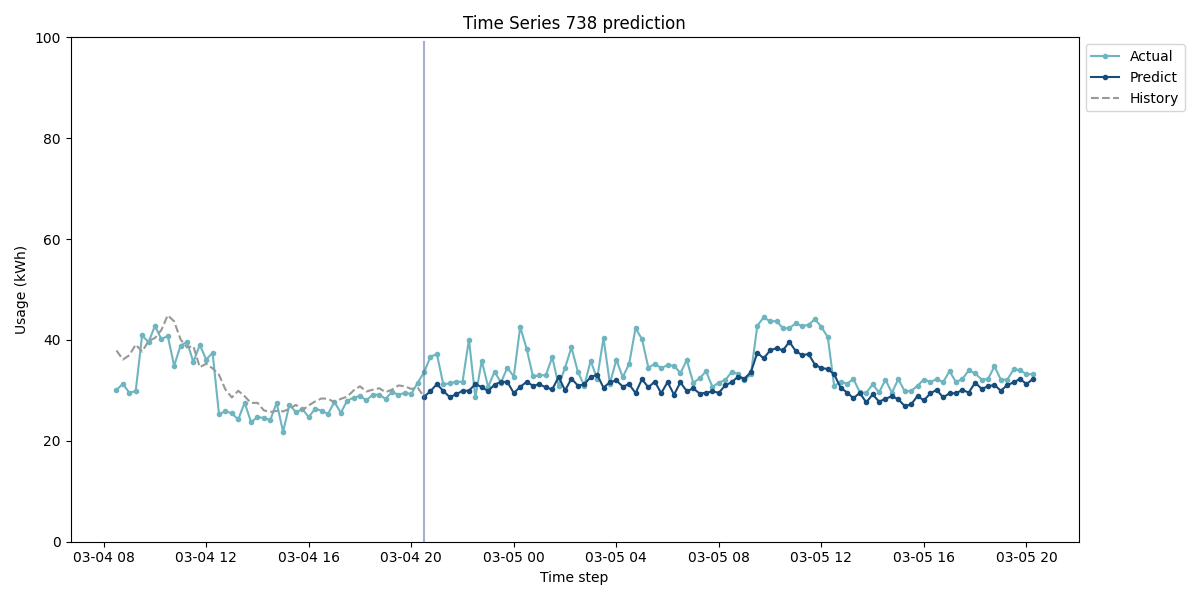 Time Series 738 prediction
100
80
60
40
20
0
Usage (kWh)
03-04 08
03-04 12
03-04 16
03-04 20
03-05 00
03-05 04
03-05 08
03-05 12
03-05 16
03-05 20
Time step
Actual
Predict
History